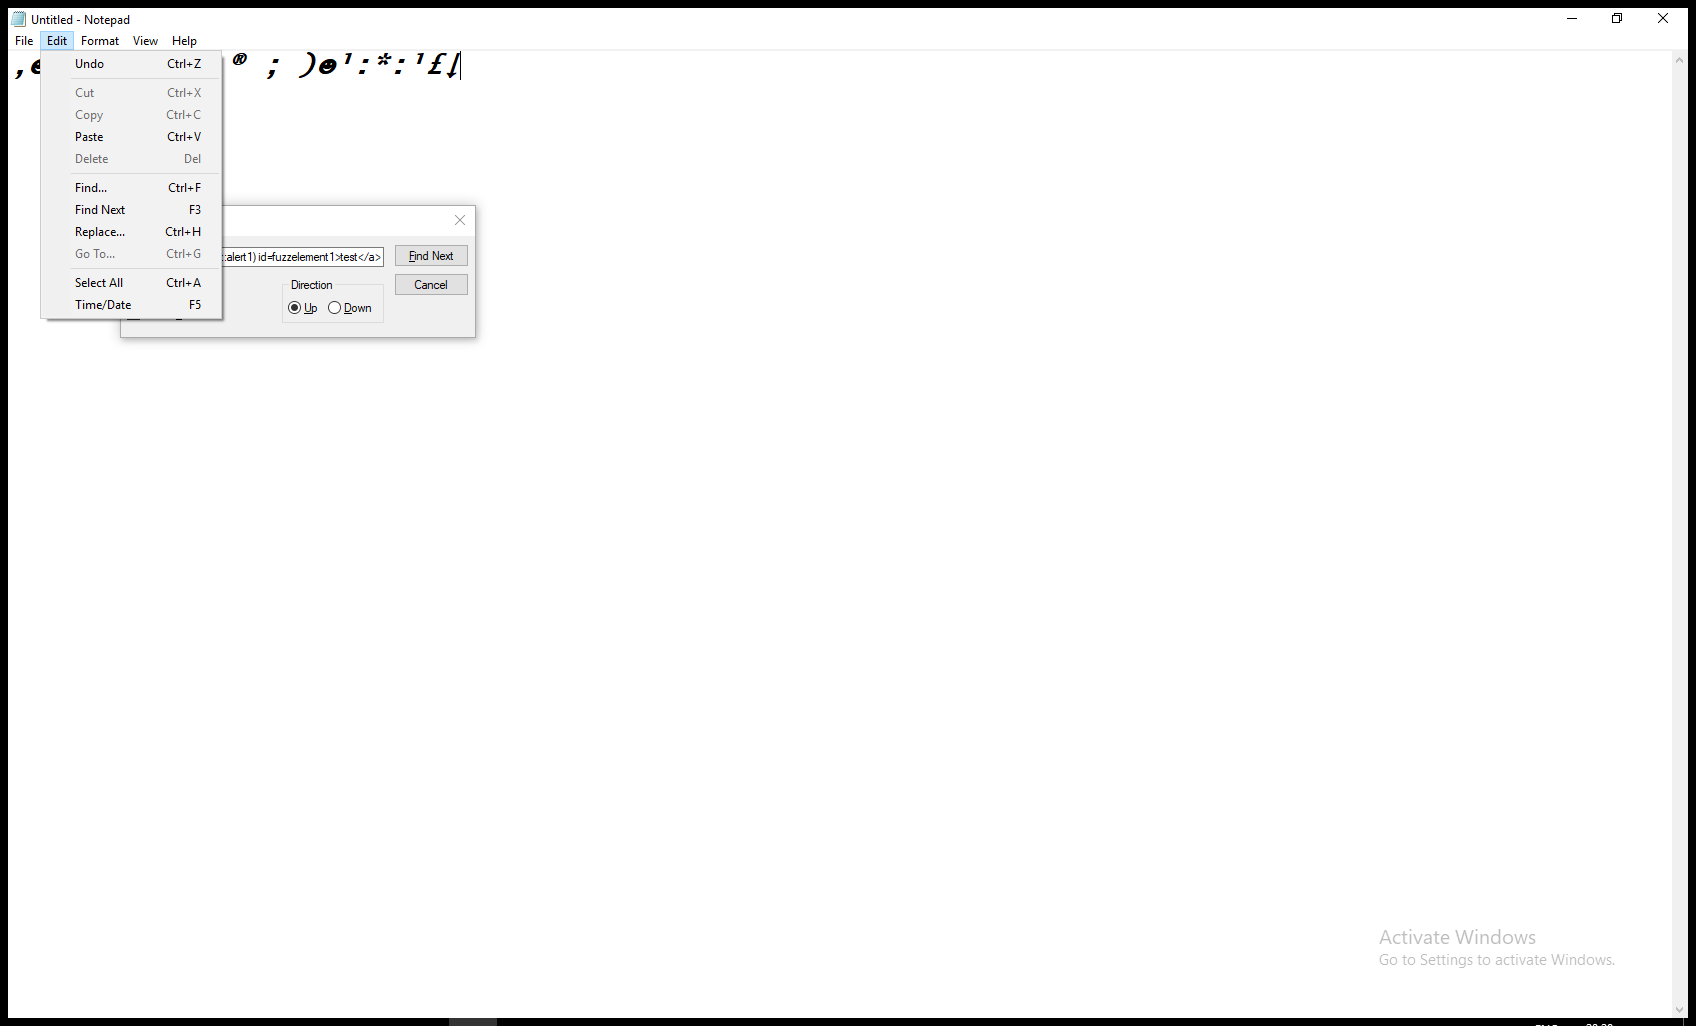 Untitled - Notepad
File Edit Format View Help
® ; )☻¹:*:¹£↓
Undo Ctrl+Z
Cut Ctrl+X
Copy Ctrl+C
Paste Ctrl+V
Delete Del
Find... Ctrl+F
Find Next F3
Replace... Ctrl+H
Go To... Ctrl+G
Select All Ctrl+A
Time/Date F5
:alert1) id=fuzzelement1>test</a>
Find Next
Cancel
Direction
Up Down
Activate Windows
Go to Settings to activate Windows.